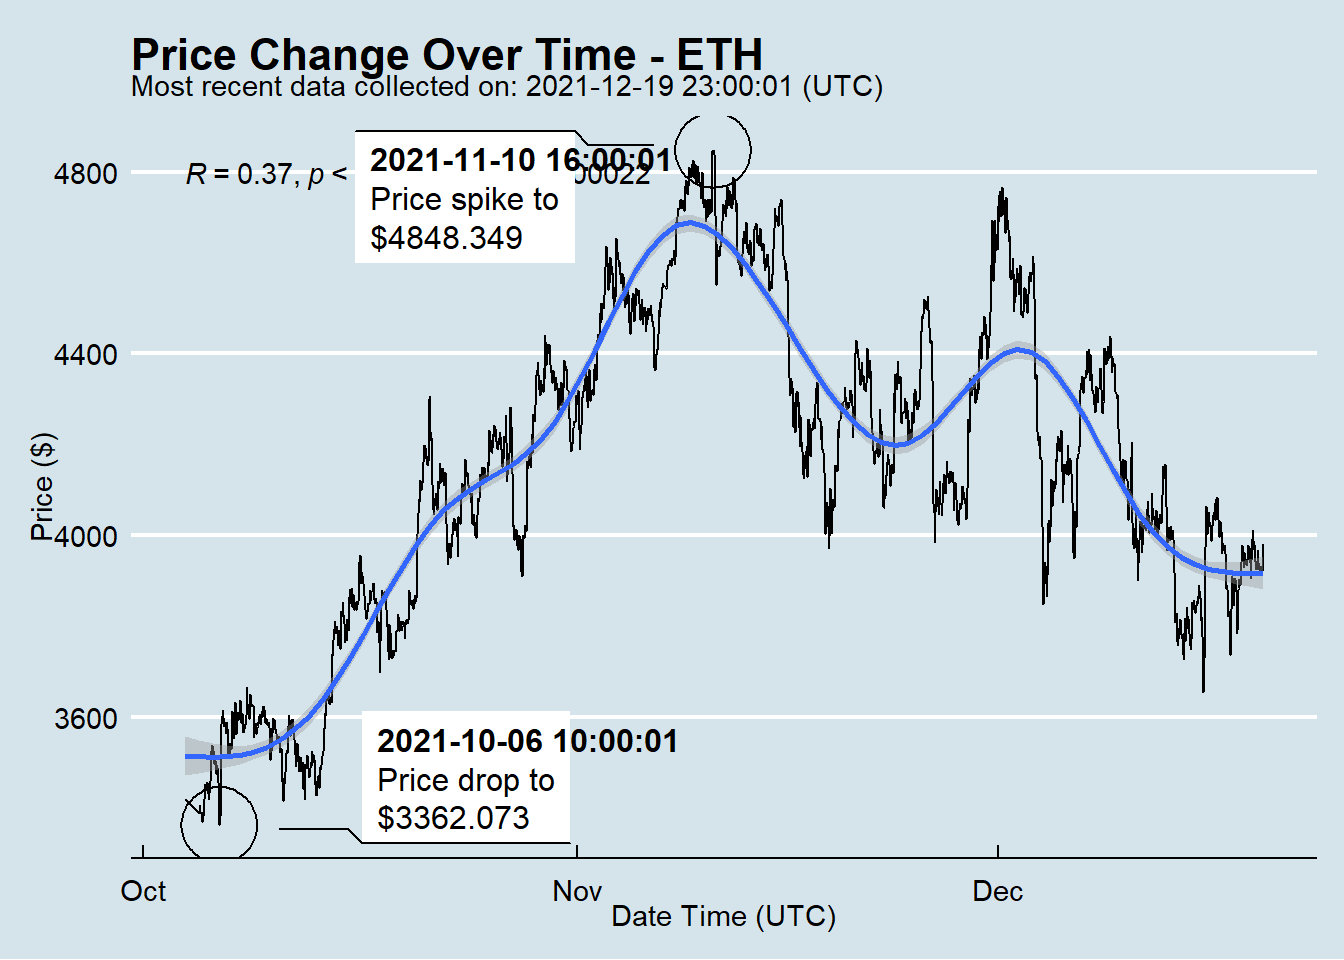 Price Change Over Time - ETH
Most recent data collected on: 2021-12-19 23:00:01 (UTC)
R = 0.37, p <
00022
2021-11-10 16:00:01
Price spike to
$4848.349
4800
4400
4000
3600
Price ($)
2021-10-06 10:00:01
Price drop to
$3362.073
Oct
Nov
Dec
Date Time (UTC)